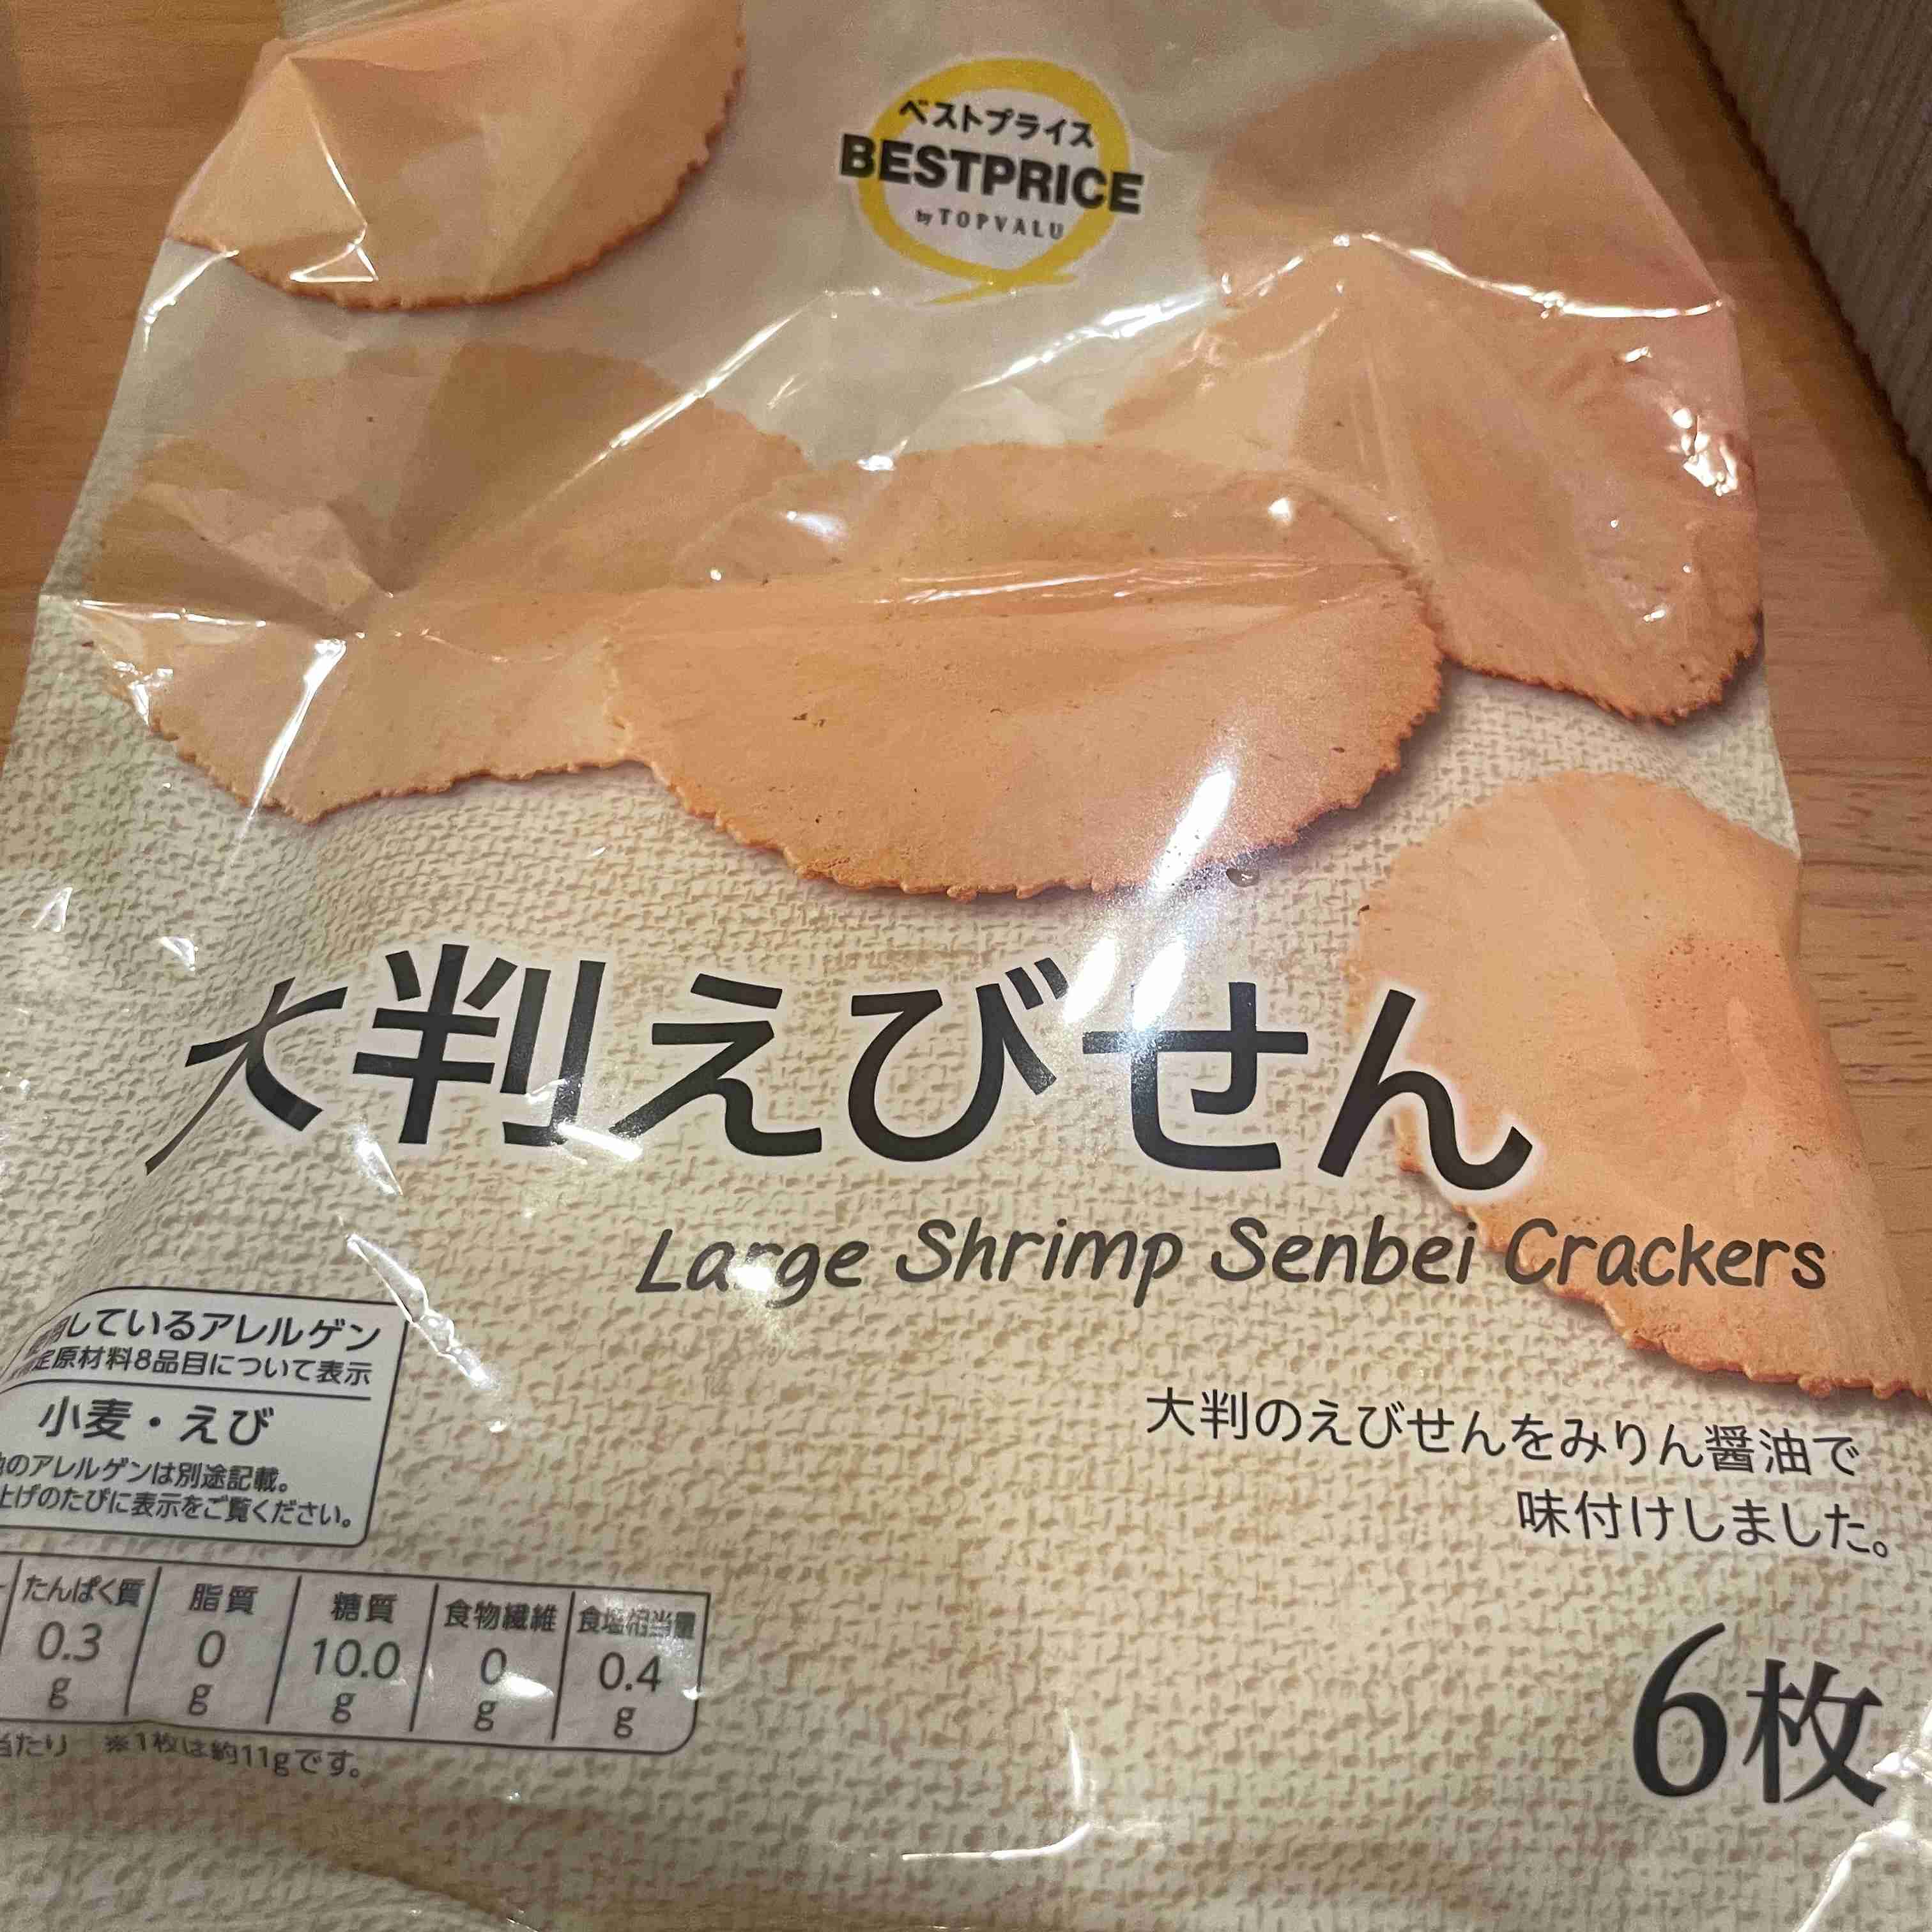 ベストプライス
BESTPRICE
by TOPVALU
大判えびせん
Large Shrimp Senbei Crackers
大判のえびせんをみりん醤油で
味付けしました。
6枚
しているアレルゲン
定原材料8品目について表示
小麦・えび
のアレルゲンは別途記載。
上げのたびに表示をご覧ください。
たんぱく質 脂質 糖質 食物繊維 食塩相当量
0.3 0 10.0 0 0.4
g g g g g
当たり ※1枚は約11gです。